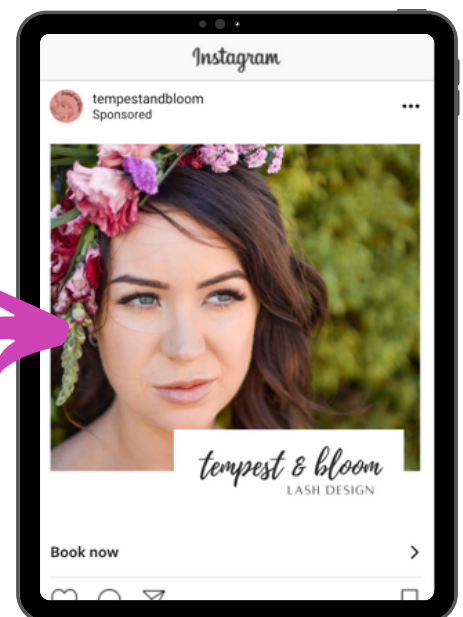 Instagram
tempestandbloom
Sponsored
tempest & bloom
LASH DESIGN
Book now